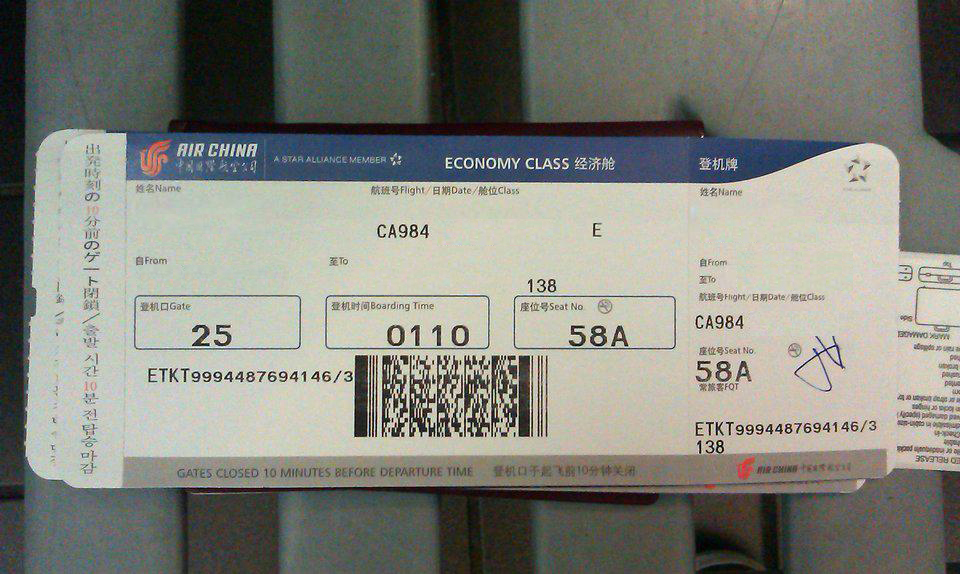 出発時刻の10分前のゲート閉鎖/출발 시간 10분 전 탑승 마감
AIR CHINA
中国国际航空公司
A STAR ALLIANCE MEMBER
ECONOMY CLASS 经济舱
登机牌
姓名Name
航班号Flight/日期Date/舱位Class
CA984 E
自From
至To
138
登机口Gate
25
登机时间Boarding Time
0110
座位号Seat No.
58A
ETKT9994487694146/3
GATES CLOSED 10 MINUTES BEFORE DEPARTURE TIME 登机口于起飞前10分钟关闭
姓名Name
自From
至To
航班号Flight/日期Date/舱位Class
CA984
座位号Seat No.
58A
常旅客FQT
ETKT9994487694146/3
138
AIR CHINA 中国国际航空公司
Top
Side
MARK DAMAGE